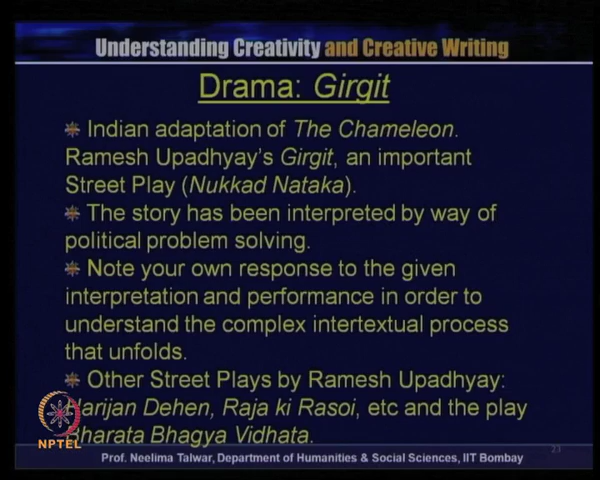 Understanding Creativity and Creative Writing
Drama: Girgit
Indian adaptation of The Chameleon.
Ramesh Upadhyay's Girgit, an important
Street Play (Nukkad Nataka).
The story has been interpreted by way of
political problem solving.
Note your own response to the given
interpretation and performance in order to
understand the complex intertextual process
that unfolds.
Other Street Plays by Ramesh Upadhyay:
Harijan Dehen, Raja ki Rasoi, etc and the play
Bharata Bhagya Vidhata.
NPTEL
23
Prof. Neelima Talwar, Department of Humanities & Social Sciences, IIT Bombay